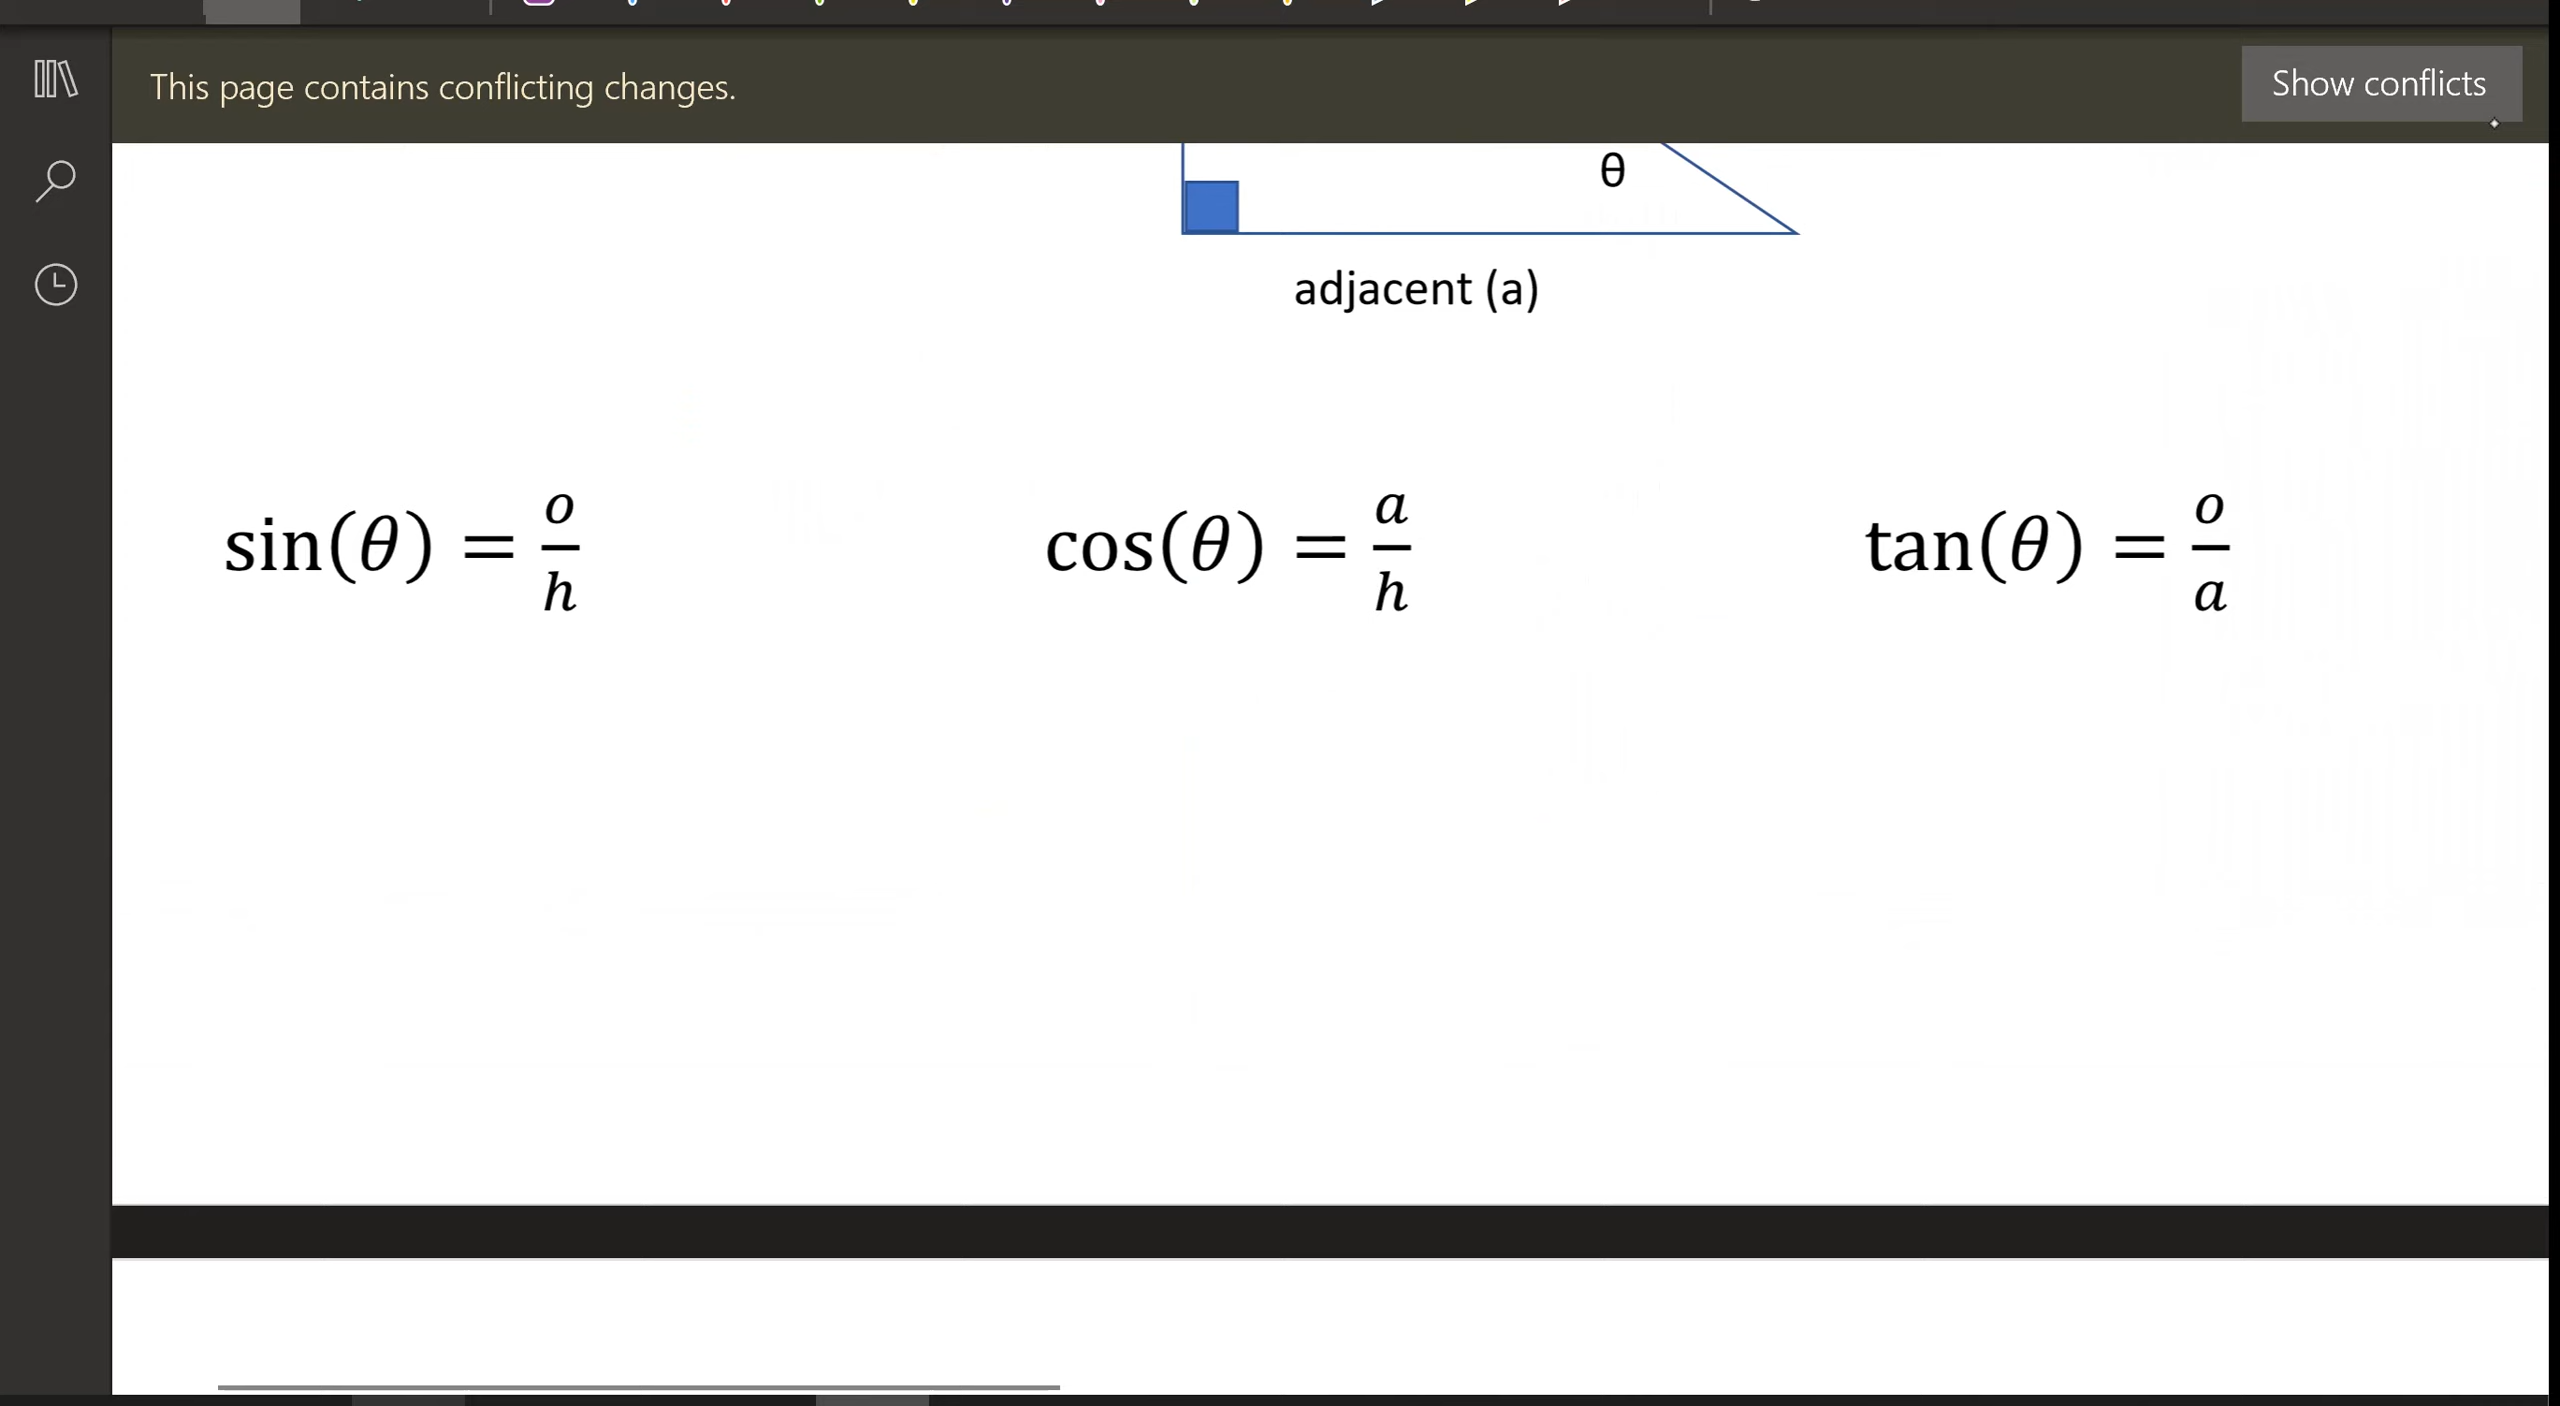 This page contains conflicting changes.
Show conflicts
θ
adjacent (a)
sin(θ) = o/h
cos(θ) = a/h
tan(θ) = o/a